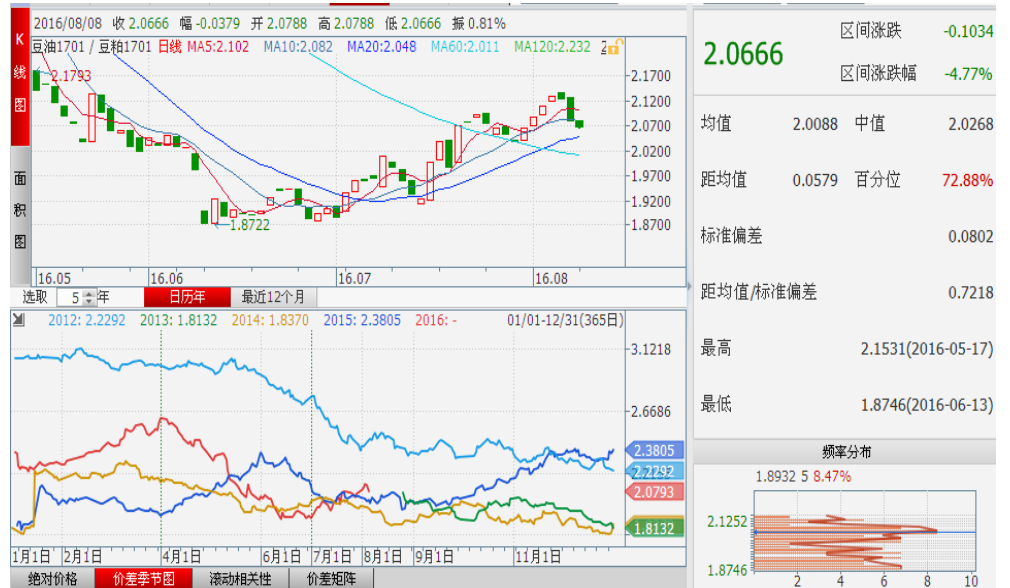 K
线
图
面
积
图
2016/08/08 收 2.0666 幅 -0.0379 开 2.0788 高 2.0788 低 2.0666 振 0.81%
豆油1701 / 豆粕1701 日线 MA5:2.102 MA10:2.082 MA20:2.048 MA60:2.011 MA120:2.232
2.1793
1.8722
2.1700
2.1200
2.0700
2.0200
1.9700
1.9200
1.8700
16.05 16.06 16.07 16.08
选取 5 年 日历年 最近12个月
2012: 2.2292 2013: 1.8132 2014: 1.8370 2015: 2.3805 2016: - 01/01-12/31(365日)
3.1218
2.6686
2.3805
2.2292
2.0793
1.8132
1月1日 2月1日 4月1日 6月1日 7月1日 8月1日 9月1日 11月1日
绝对价格 价差季节图 滚动相关性 价差矩阵
2.0666
区间涨跌 -0.1034
区间涨跌幅 -4.77%
均值 2.0088 中值 2.0268
距均值 0.0579 百分位 72.88%
标准偏差 0.0802
距均值/标准偏差 0.7218
最高 2.1531(2016-05-17)
最低 1.8746(2016-06-13)
频率分布
1.8932 5 8.47%
2.1252
1.8746
2 4 6 8 10